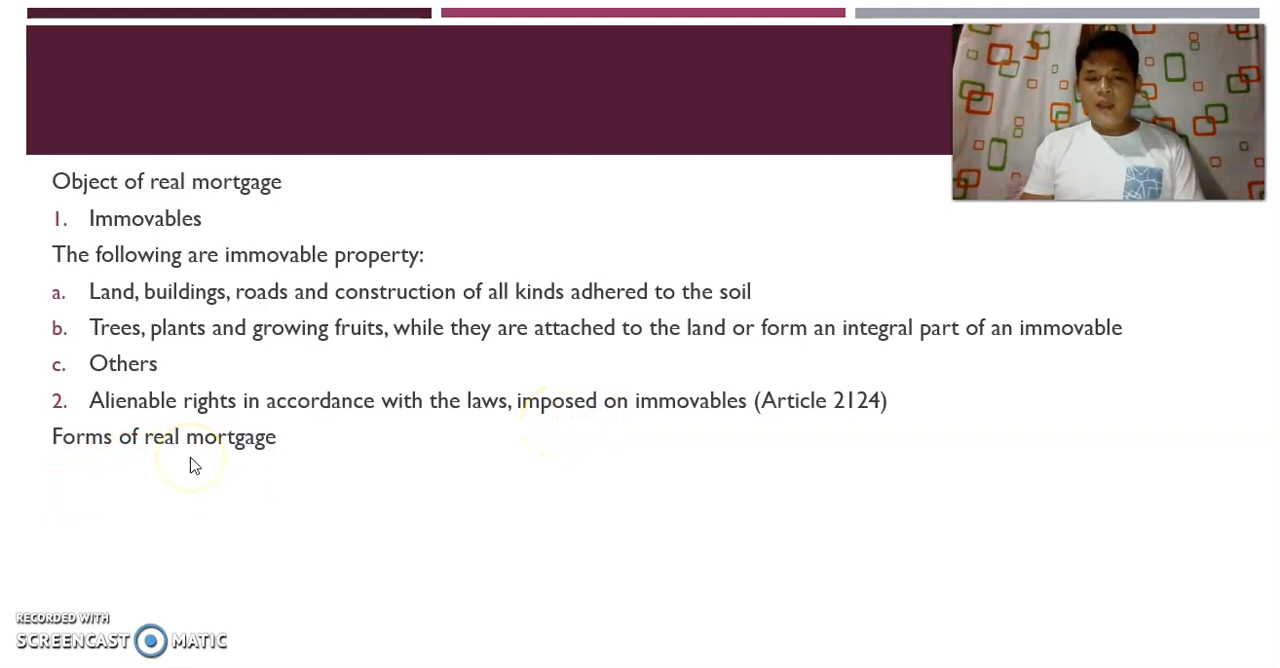 Object of real mortgage
1. Immovables
The following are immovable property:
a. Land, buildings, roads and construction of all kinds adhered to the soil
b. Trees, plants and growing fruits, while they are attached to the land or form an integral part of an immovable
c. Others
2. Alienable rights in accordance with the laws, imposed on immovables (Article 2124)
Forms of real mortgage
RECORDED WITH
SCREENCAST MATIC